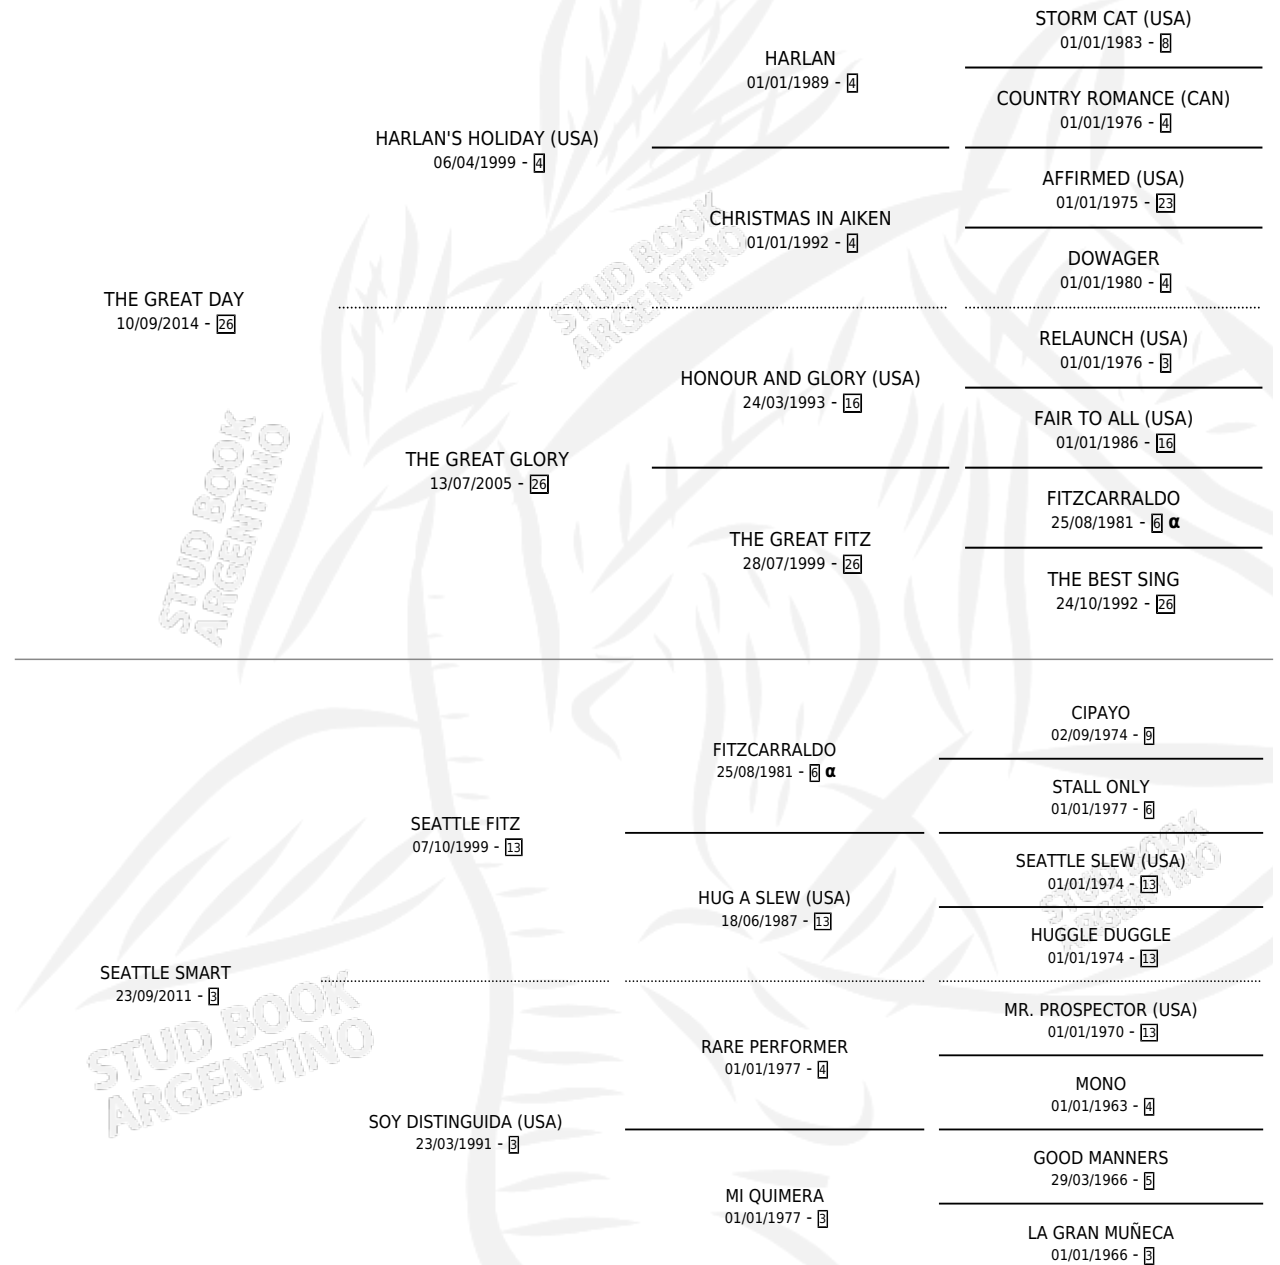 STORM CAT (USA)
01/01/1983 - 8
HARLAN
01/01/1989 - 4
COUNTRY ROMANCE (CAN)
01/01/1976 - 4
HARLAN'S HOLIDAY (USA)
06/04/1999 - 4
AFFIRMED (USA)
01/01/1975 - 23
CHRISTMAS IN AIKEN
01/01/1992 - 4
DOWAGER
01/01/1980 - 4
THE GREAT DAY
10/09/2014 - 26
RELAUNCH (USA)
01/01/1976 - 3
HONOUR AND GLORY (USA)
24/03/1993 - 16
FAIR TO ALL (USA)
01/01/1986 - 16
THE GREAT GLORY
13/07/2005 - 26
FITZCARRALDO
25/08/1981 - 6 α
THE GREAT FITZ
28/07/1999 - 26
THE BEST SING
24/10/1992 - 26
CIPAYO
02/09/1974 - 9
FITZCARRALDO
25/08/1981 - 6 α
STALL ONLY
01/01/1977 - 6
SEATTLE FITZ
07/10/1999 - 13
SEATTLE SLEW (USA)
01/01/1974 - 13
HUG A SLEW (USA)
18/06/1987 - 13
HUGGLE DUGGLE
01/01/1974 - 13
SEATTLE SMART
23/09/2011 - 3
MR. PROSPECTOR (USA)
01/01/1970 - 13
RARE PERFORMER
01/01/1977 - 4
MONO
01/01/1963 - 4
SOY DISTINGUIDA (USA)
23/03/1991 - 3
GOOD MANNERS
29/03/1966 - 5
MI QUIMERA
01/01/1977 - 3
LA GRAN MUÑECA
01/01/1966 - 3
STUD BOOK
ARGENTINO
STUD BOOK
ARGENTINO
STUD BOOK
ARGENTINO
STUD BOOK
ARGENTINO